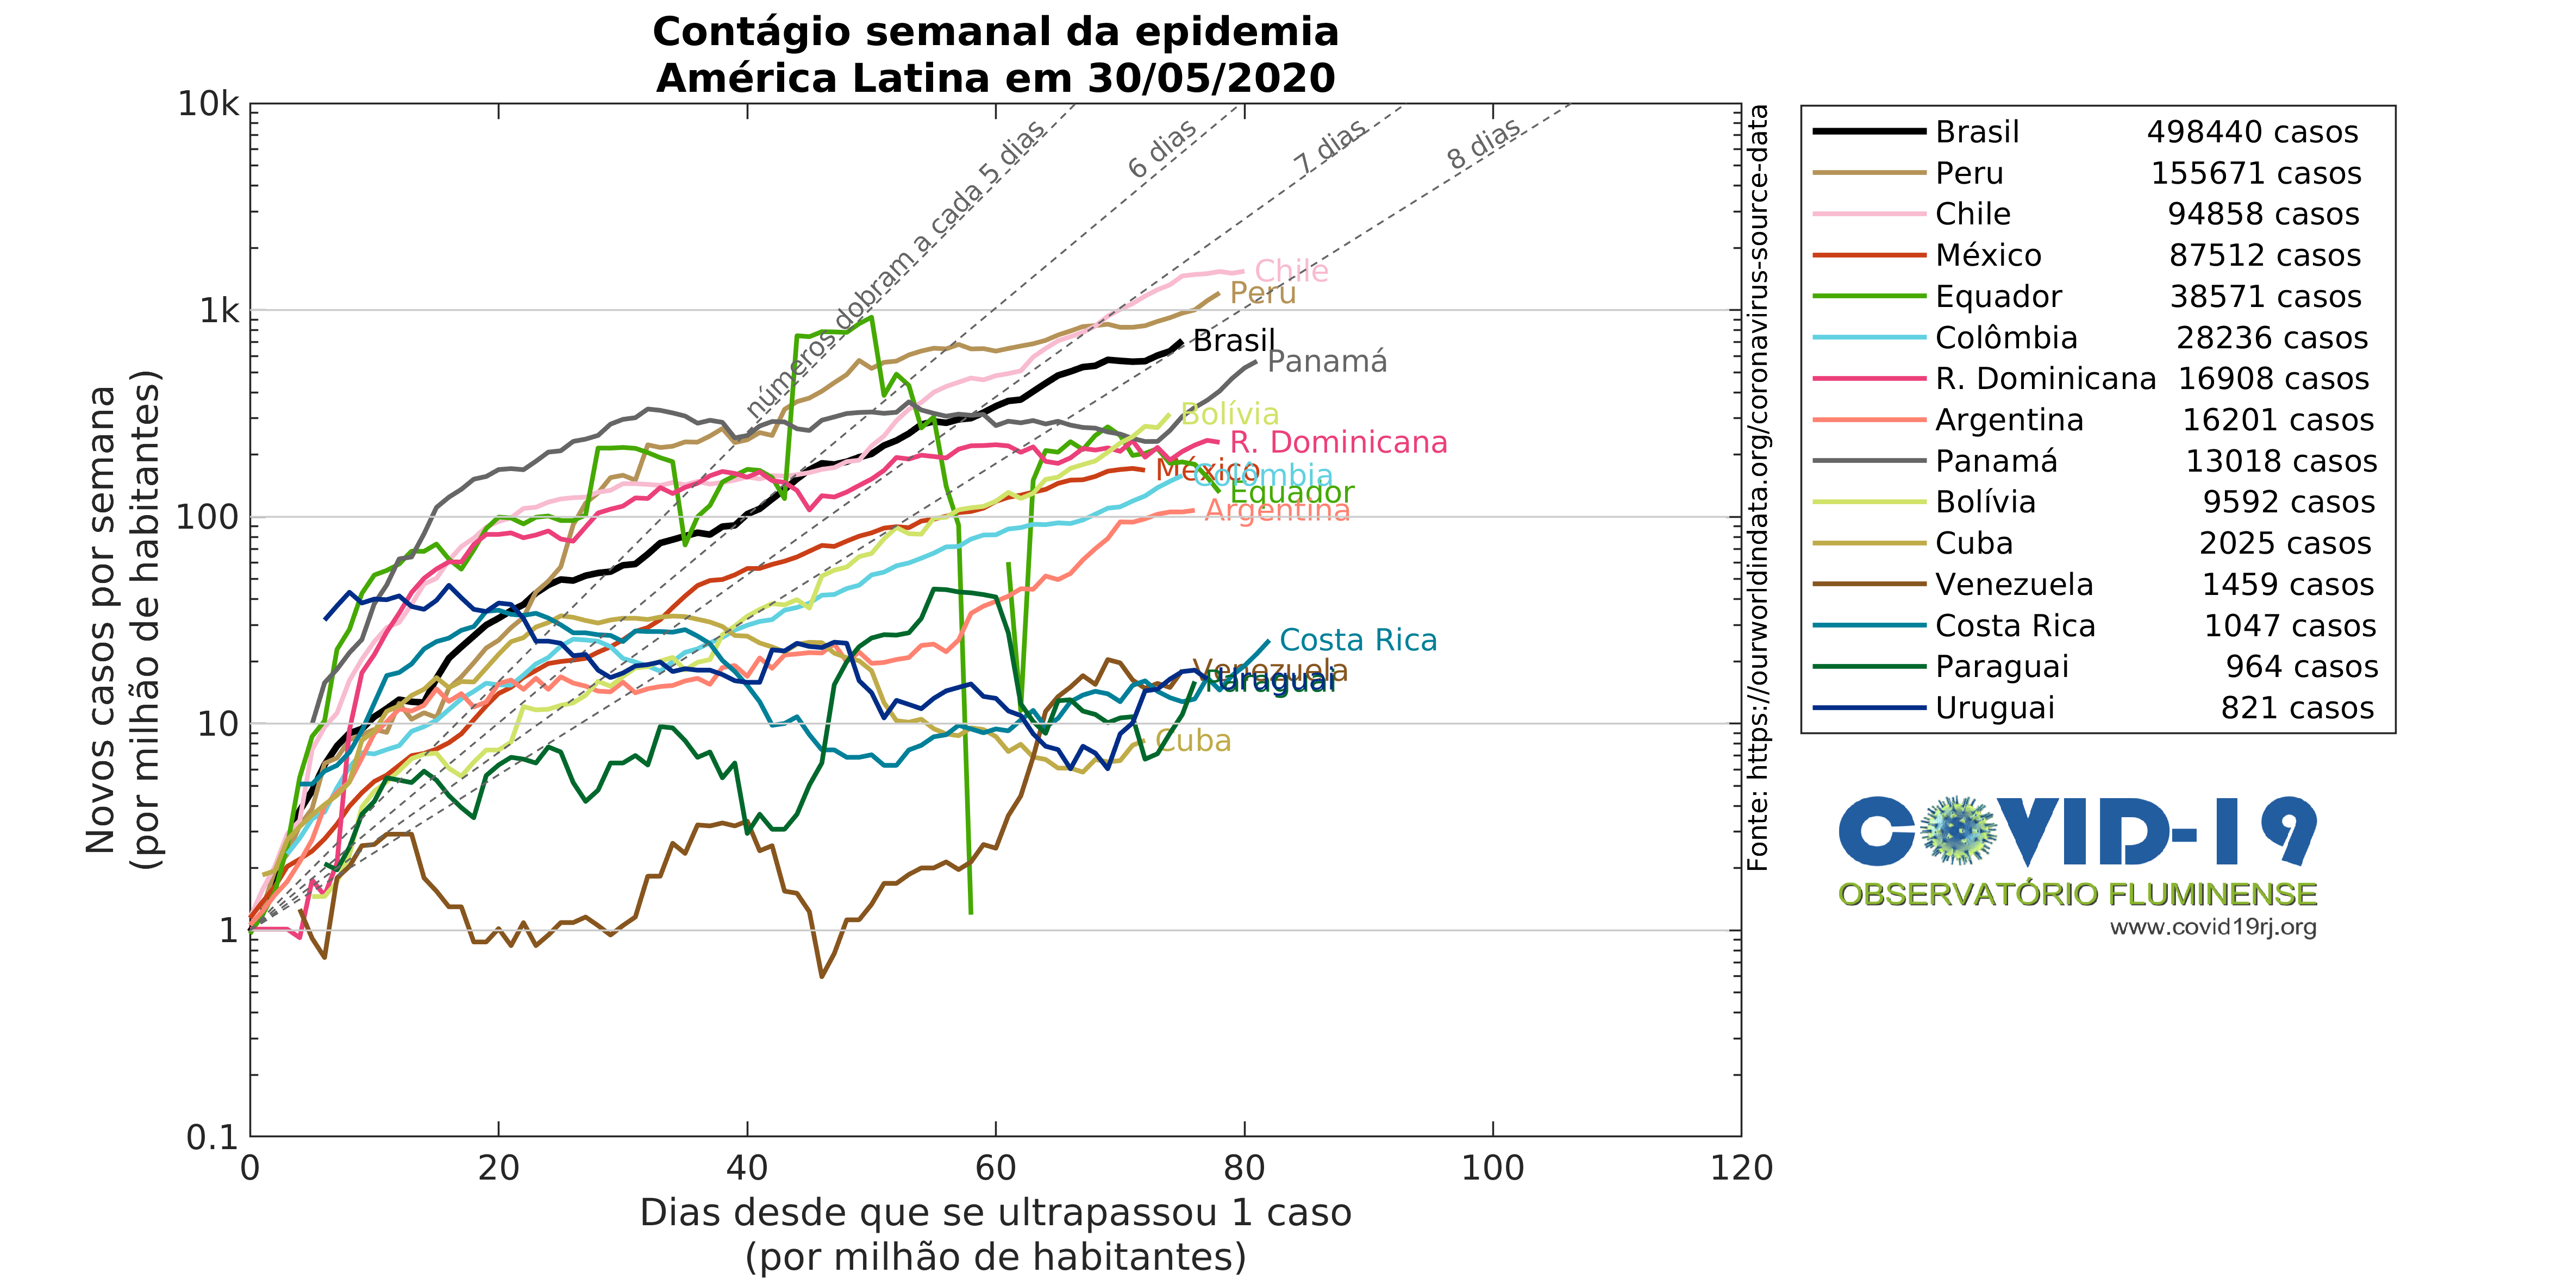 Contágio semanal da epidemia
América Latina em 30/05/2020
Novos casos por semana
(por milhão de habitantes)
10k
1k
100
10
1
0.1
0
20
40
60
80
100
120
Dias desde que se ultrapassou 1 caso
(por milhão de habitantes)
números dobram a cada 5 dias
6 dias
7 dias
8 dias
Chile
Peru
Brasil
Panamá
Bolívia
R. Dominicana
México
Colômbia
Equador
Argentina
Costa Rica
Venezuela
Paraguai
Uruguai
Cuba
Fonte: https://ourworldindata.org/coronavirus-source-data
Brasil 498440 casos
Peru 155671 casos
Chile 94858 casos
México 87512 casos
Equador 38571 casos
Colômbia 28236 casos
R. Dominicana 16908 casos
Argentina 16201 casos
Panamá 13018 casos
Bolívia 9592 casos
Cuba 2025 casos
Venezuela 1459 casos
Costa Rica 1047 casos
Paraguai 964 casos
Uruguai 821 casos
COVID-19
OBSERVATÓRIO FLUMINENSE
www.covid19rj.org